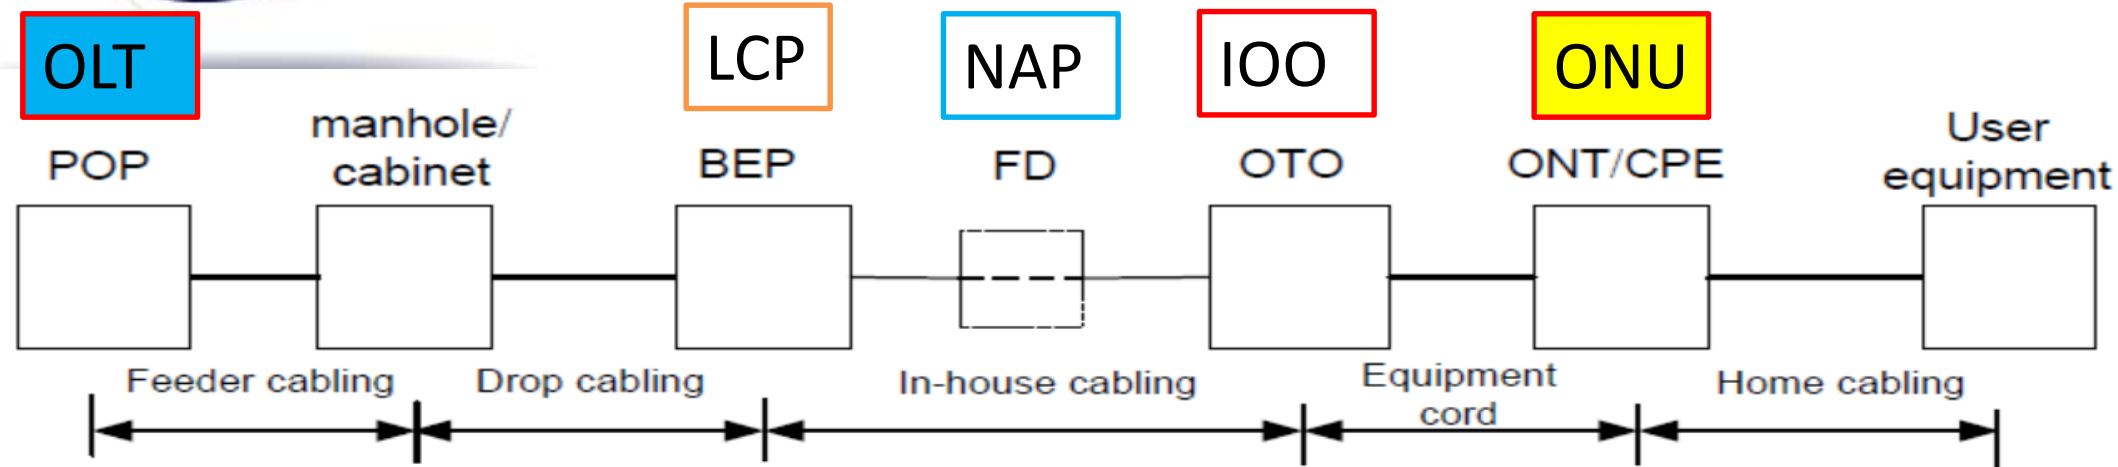 OLT
LCP
NAP
IOO
ONU
manhole/
cabinet
POP
BEP
FD
OTO
ONT/CPE
User
equipment
Feeder cabling
Drop cabling
In-house cabling
Equipment
cord
Home cabling